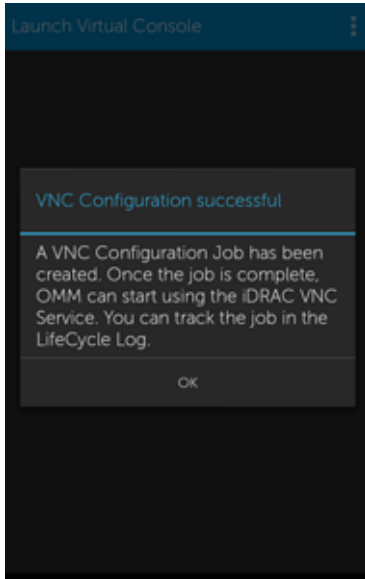 Launch Virtual Console
VNC Configuration successful
A VNC Configuration Job has been
created. Once the job is complete,
OMM can start using the iDRAC VNC
Service. You can track the job in the
LifeCycle Log.
OK